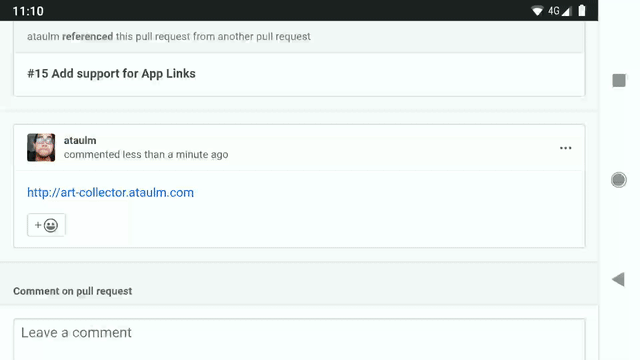 11:10
4G
ataulm referenced this pull request from another pull request
#15 Add support for App Links
ataulm
commented less than a minute ago
http://art-collector.ataulm.com
Comment on pull request
Leave a comment